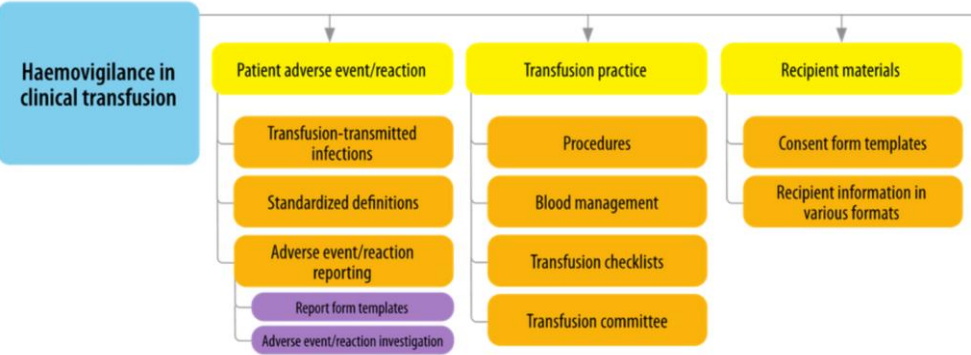 Haemovigilance in
clinical transfusion
Patient adverse event/reaction
Transfusion-transmitted
infections
Standardized definitions
Adverse event/reaction
reporting
Report form templates
Adverse event/reaction investigation
Transfusion practice
Procedures
Blood management
Transfusion checklists
Transfusion committee
Recipient materials
Consent form templates
Recipient information in
various formats